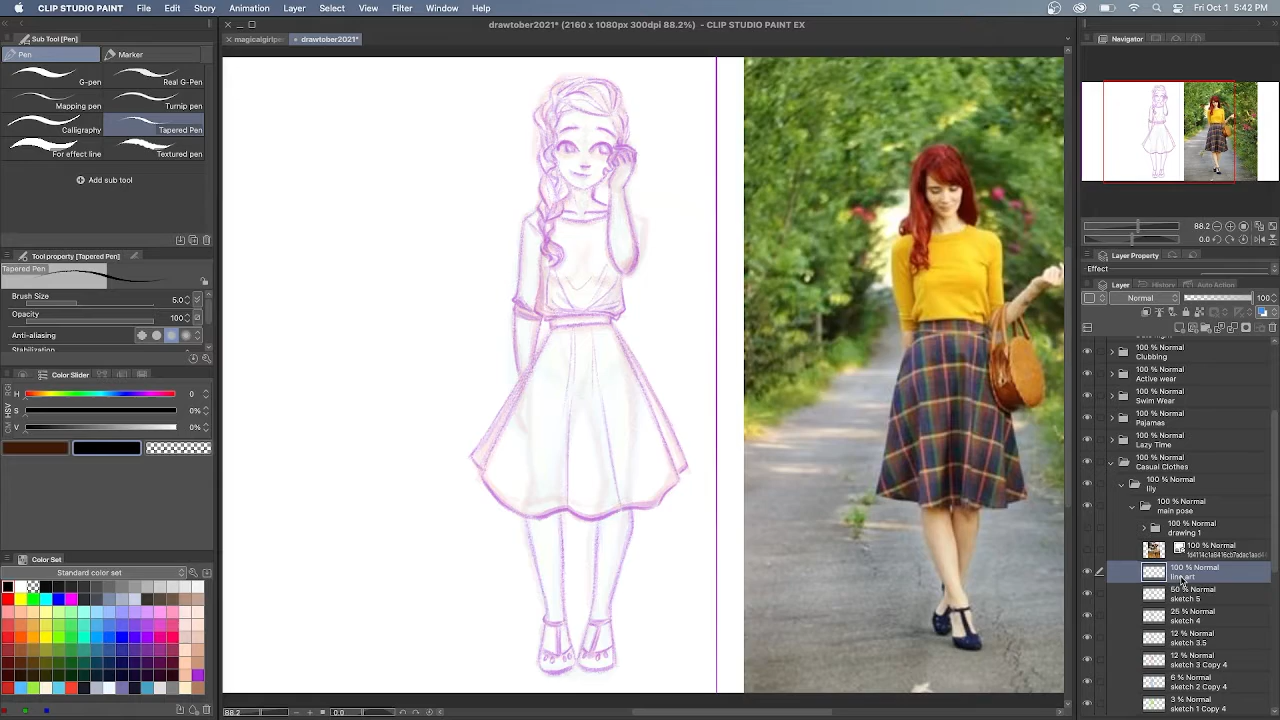 CLIP STUDIO PAINT File Edit Story Animation Layer Select View Filter Window Help Fri Oct 1 5:42 PM
drawtober2021* (2160 x 1080px 300dpi 88.2%) - CLIP STUDIO PAINT EX
Sub Tool [Pen]
magicalgirlpe
drawtober2021*
Navigator
Pen
Marker
G-pen
Real G-Pen
Mapping pen
Turnip pen
Calligraphy
Tapered Pen
For effect line
Textured pen
Add sub tool
88.2
0.0
Tool property [Tapered Pen]
Tapered Pen
Layer Property
Effect
Layer
History
Auto Action
Brush Size 5.0
Opacity 100
Anti-aliasing
Stabilization
Normal 100
Color Slider
H 0
S 0%
V 0%
100 % Normal
Clubbing
100 % Normal
Active wear
100 % Normal
Swim Wear
100 % Normal
Pajamas
100 % Normal
Lazy Time
100 % Normal
Casual Clothes
100 % Normal
lily
100 % Normal
main pose
100 % Normal
drawing 1
100 % Normal
100 % Normal
line art
50 % Normal
sketch 5
25 % Normal
sketch 4
12 % Normal
sketch 3.5
12 % Normal
sketch 3 Copy 4
6 % Normal
sketch 2 Copy 4
3 % Normal
sketch 1 Copy 4
Color Set
Standard color set
88.2
0.0